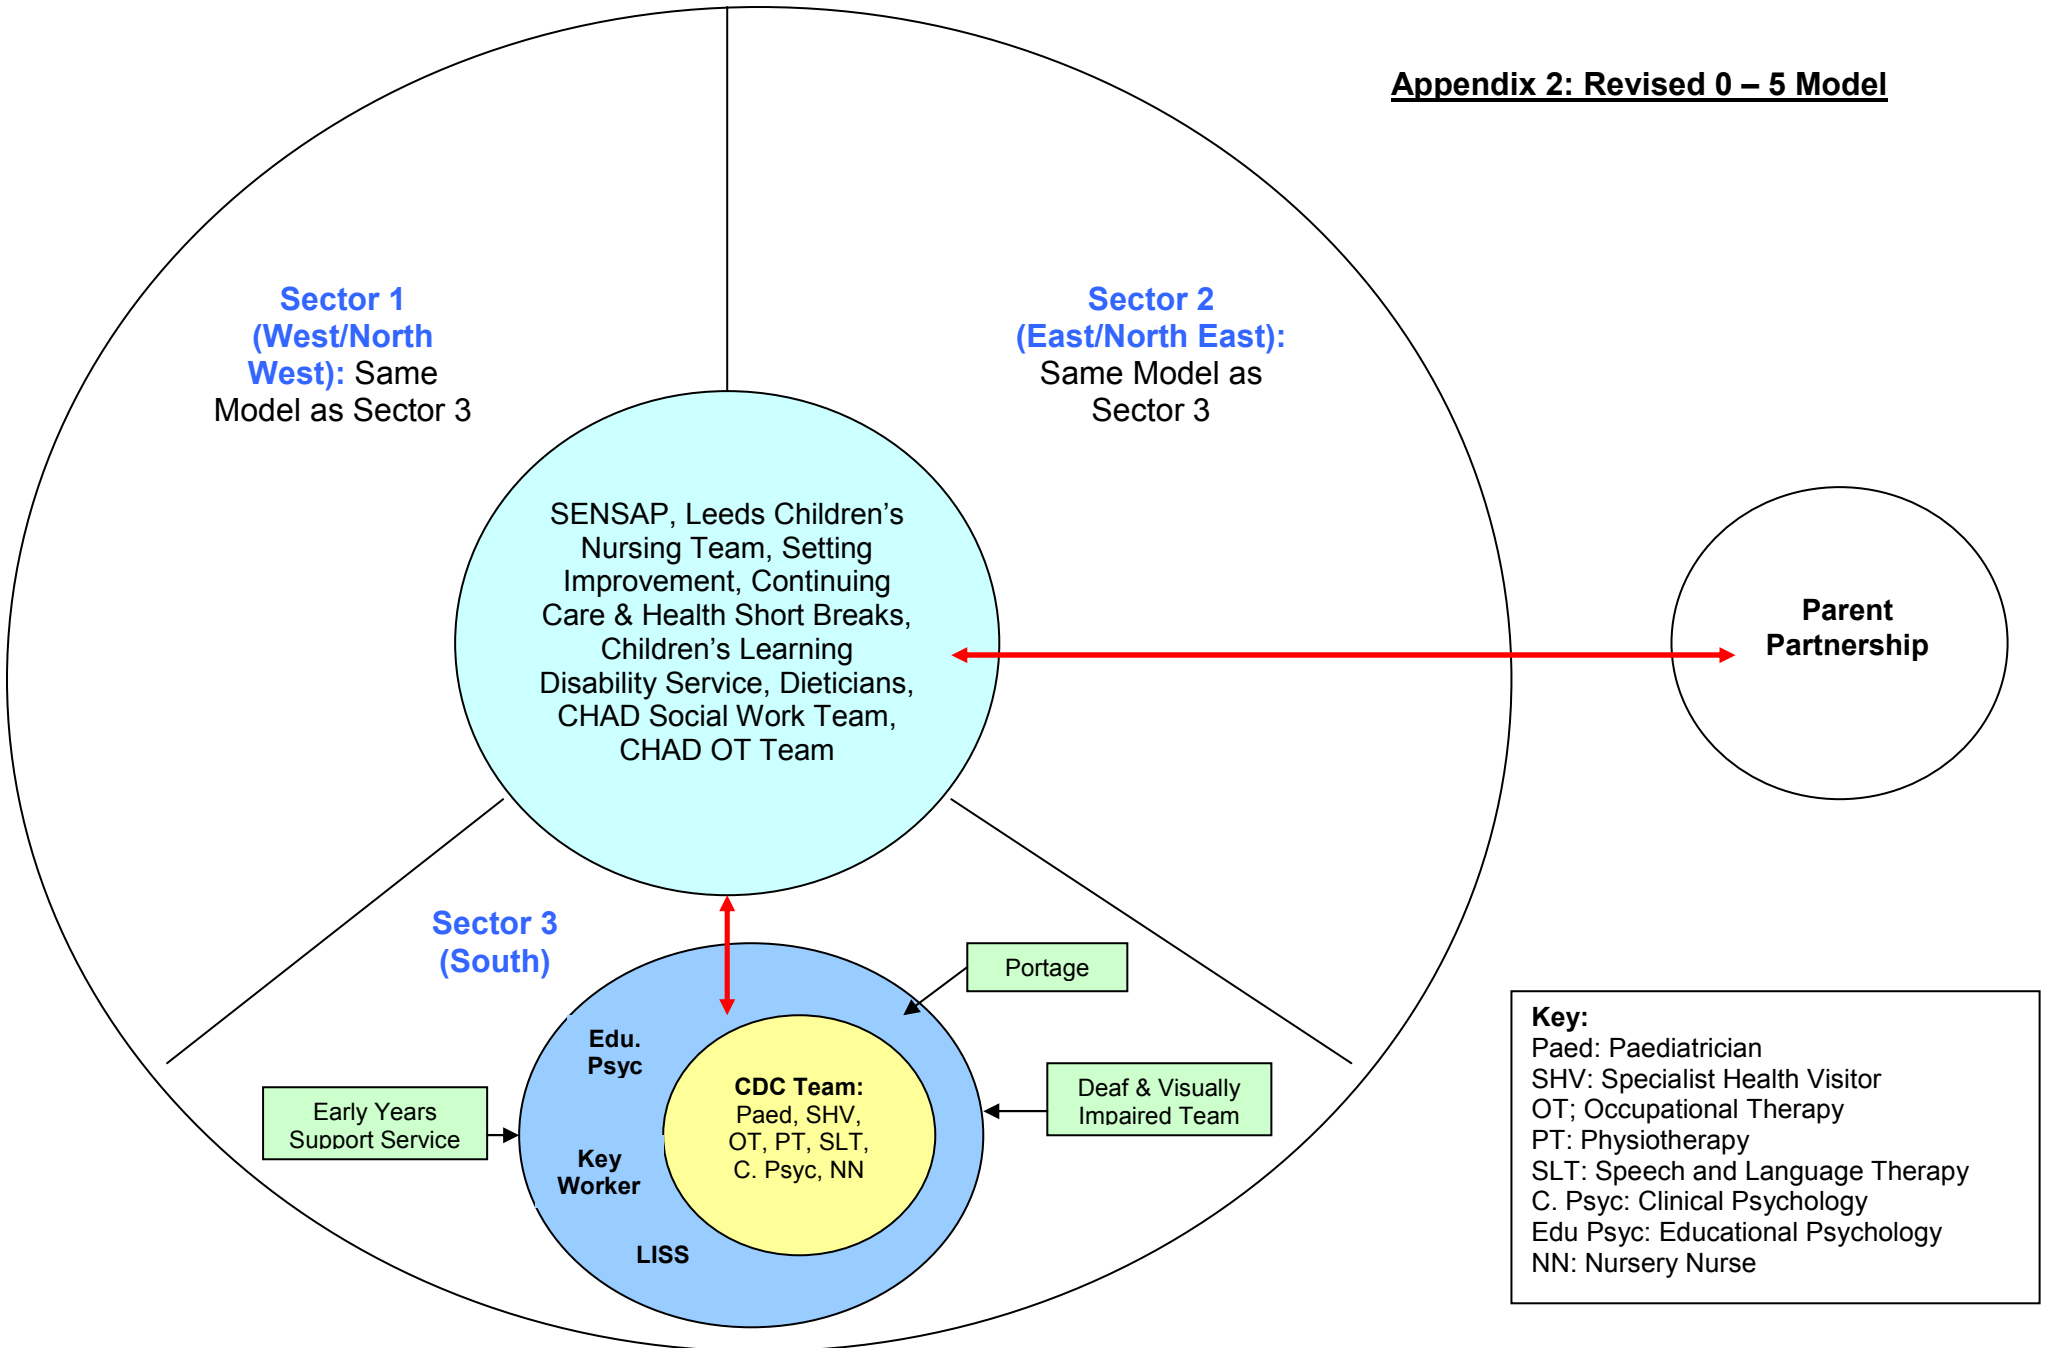 Appendix 2: Revised 0 – 5 Model
Sector 1
(West/North
West): Same
Model as Sector 3
Sector 2
(East/North East):
Same Model as
Sector 3
SENSAP, Leeds Children’s
Nursing Team, Setting
Improvement, Continuing
Care & Health Short Breaks,
Children’s Learning
Disability Service, Dieticians,
CHAD Social Work Team,
CHAD OT Team
Parent
Partnership
Sector 3
(South)
Portage
Edu.
Psyc
CDC Team:
Paed, SHV,
OT, PT, SLT,
C. Psyc, NN
Deaf & Visually
Impaired Team
Early Years
Support Service
Key
Worker
LISS
Key:
Paed: Paediatrician
SHV: Specialist Health Visitor
OT; Occupational Therapy
PT: Physiotherapy
SLT: Speech and Language Therapy
C. Psyc: Clinical Psychology
Edu Psyc: Educational Psychology
NN: Nursery Nurse